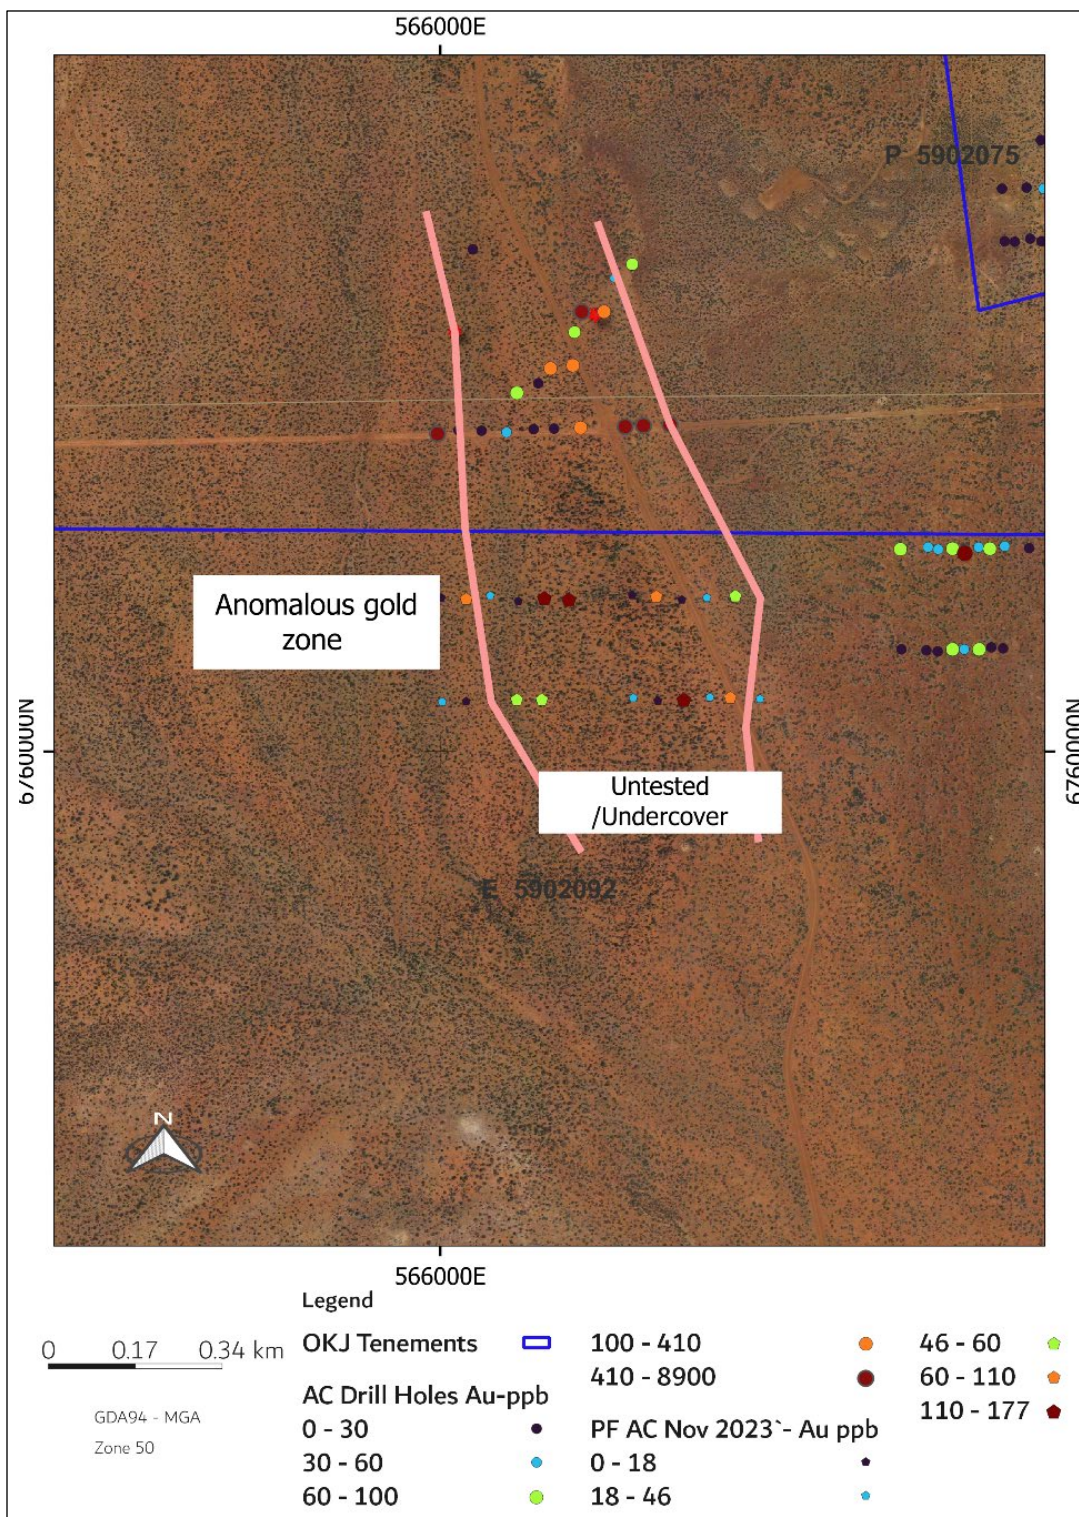 566000E
P 5902075
Anomalous gold
zone
6760000N
6760000N
Untested
/Undercover
E 5902092
N
566000E
Legend
0 0.17 0.34 km
OKJ Tenements
100 - 410
46 - 60
410 - 8900
60 - 110
AC Drill Holes Au-ppb
110 - 177
GDA94 - MGA
Zone 50
0 - 30
PF AC Nov 2023`- Au ppb
30 - 60
0 - 18
60 - 100
18 - 46